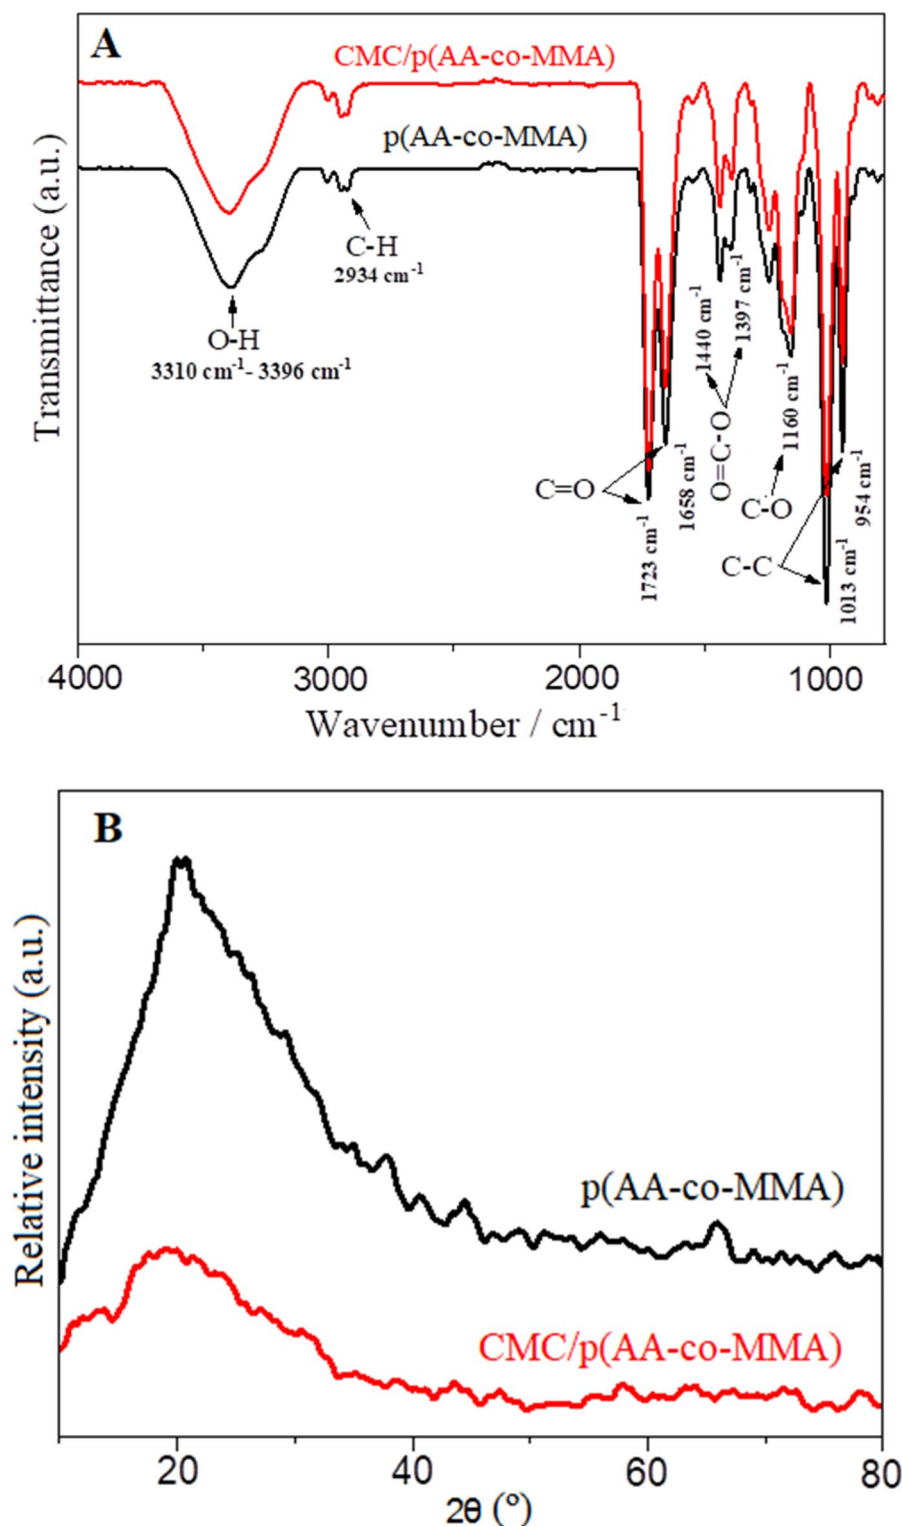 A
CMC/p(AA-co-MMA)
p(AA-co-MMA)
Transmittance (a.u.)
C-H
2934 cm⁻¹
O-H
3310 cm⁻¹- 3396 cm⁻¹
1440 cm⁻¹
1397 cm⁻¹
O=C-O
1160 cm⁻¹
C=O
1723 cm⁻¹
1658 cm⁻¹
C-O
C-C
1013 cm⁻¹
954 cm⁻¹
4000 3000 2000 1000
Wavenumber / cm⁻¹
B
Relative intensity (a.u.)
p(AA-co-MMA)
CMC/p(AA-co-MMA)
20 40 60 80
2θ (º)